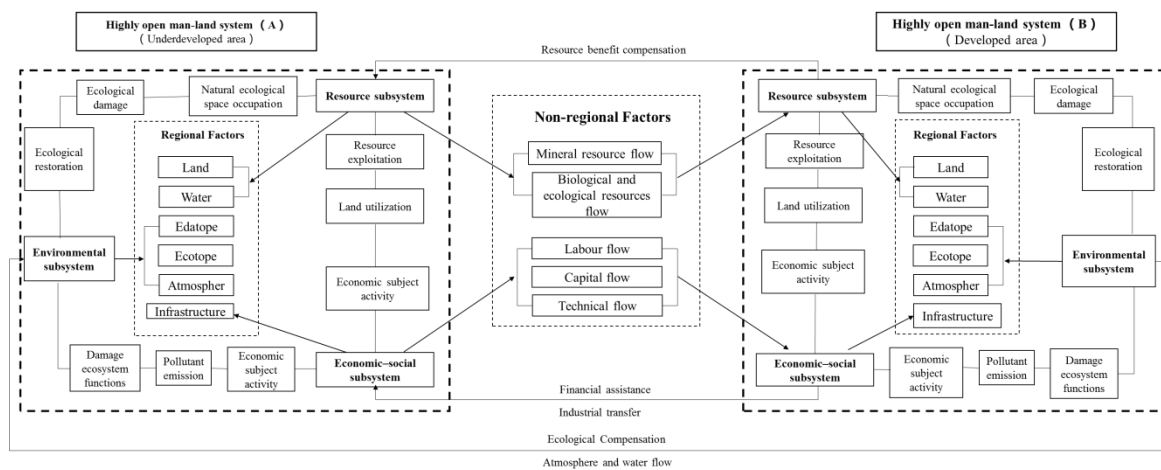 Highly open man-land system（A）
（Underdeveloped area）
Highly open man-land system（B）
（Developed area）
Resource benefit compensation
Ecological
damage
Natural ecological
space occupation
Resource subsystem
Ecological
restoration
Regional Factors
Land
Water
Edatope
Ecotope
Atmospher
Infrastructure
Resource
exploitation
Land utilization
Economic subject
activity
Environmental
subsystem
Damage
ecosystem
functions
Pollutant
emission
Economic
subject
activity
Economic–social
subsystem
Non-regional Factors
Mineral resource flow
Biological and
ecological resources
flow
Labour flow
Capital flow
Technical flow
Resource subsystem
Natural ecological
space occupation
Ecological
damage
Resource
exploitation
Land utilization
Economic subject
activity
Regional Factors
Land
Water
Edatope
Ecotope
Atmospher
Infrastructure
Ecological
restoration
Environmental
subsystem
Economic–social
subsystem
Economic
subject
activity
Pollutant
emission
Damage
ecosystem
functions
Financial assistance
Industrial transfer
Ecological Compensation
Atmosphere and water flow